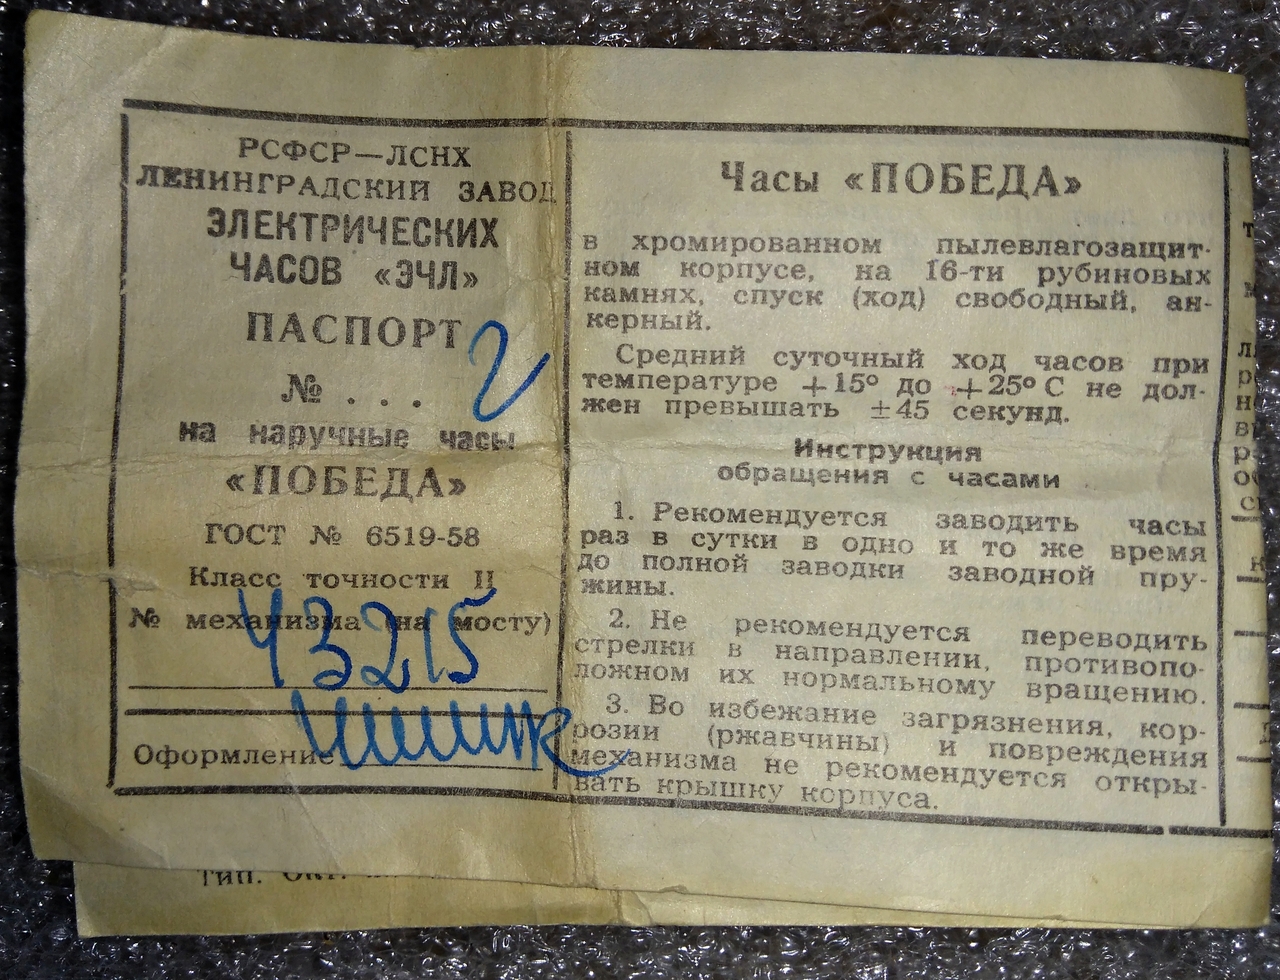 РСФСР—ЛСНХ
ЛЕНИНГРАДСКИЙ ЗАВОД
ЭЛЕКТРИЧЕСКИХ
ЧАСОВ «ЭЧЛ»
ПАСПОРТ
№ . . .
на наручные часы
«ПОБЕДА»
ГОСТ № 6519-58
Класс точности II
№ механизма (на мосту)
43215
Оформление
Часы «ПОБЕДА»
в хромированном пылевлагозащит-
ном корпусе, на 16-ти рубиновых
камнях, спуск (ход) свободный, ан-
керный.
Средний суточный ход часов при
температуре +15° до +25° С не дол-
жен превышать ±45 секунд.
Инструкция
обращения с часами
1. Рекомендуется заводить часы
раз в сутки в одно и то же время
до полной заводки заводной пру-
жины.
2. Не рекомендуется переводить
стрелки в направлении, противопо-
ложном их нормальному вращению.
3. Во избежание загрязнения, кор-
розии (ржавчины) и повреждения
механизма не рекомендуется откры-
вать крышку корпуса.
Тип.